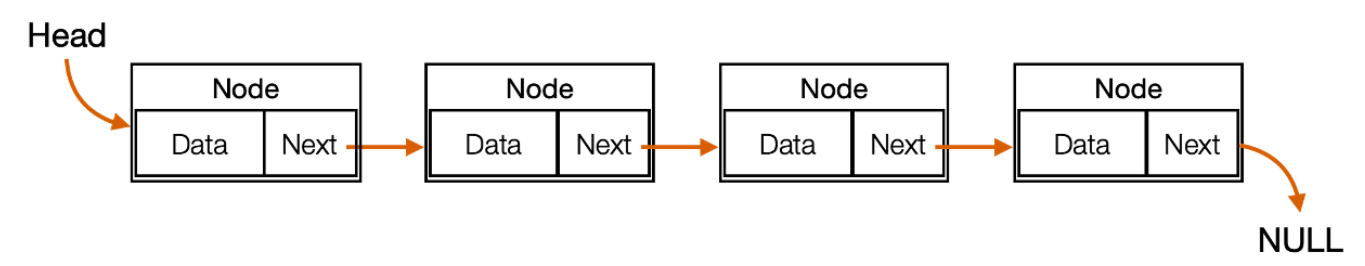 Head
Node Node Node Node
Data Next Data Next Data Next Data Next
NULL